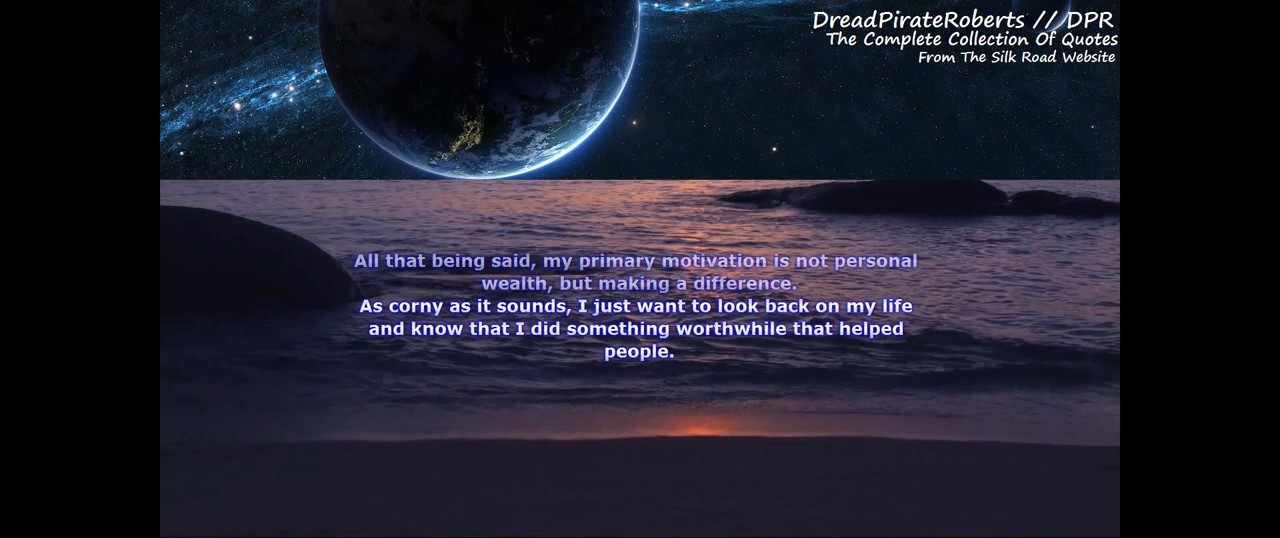 DreadPirateRoberts // DPR
The Complete Collection Of Quotes
From The Silk Road Website
All that being said, my primary motivation is not personal
wealth, but making a difference.
As corny as it sounds, I just want to look back on my life
and know that I did something worthwhile that helped
people.